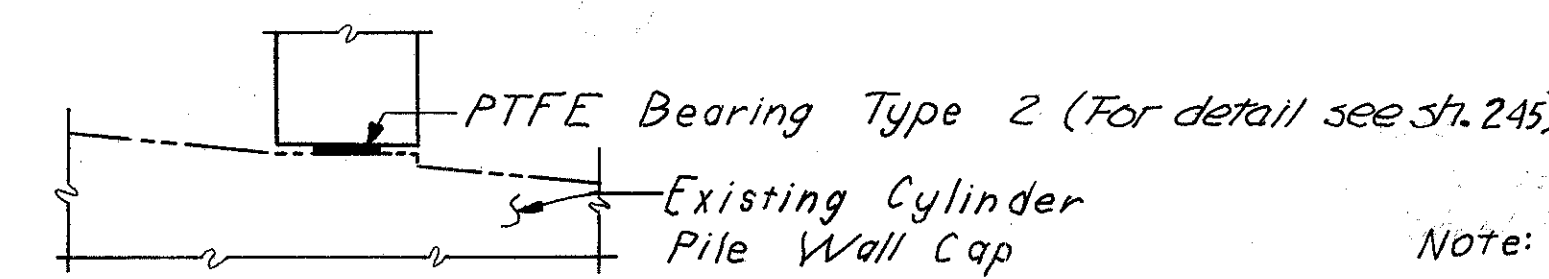 PTFE Bearing Type 2 (For detail see sh. 245)
Existing Cylinder
Pile Wall Cap
Note: